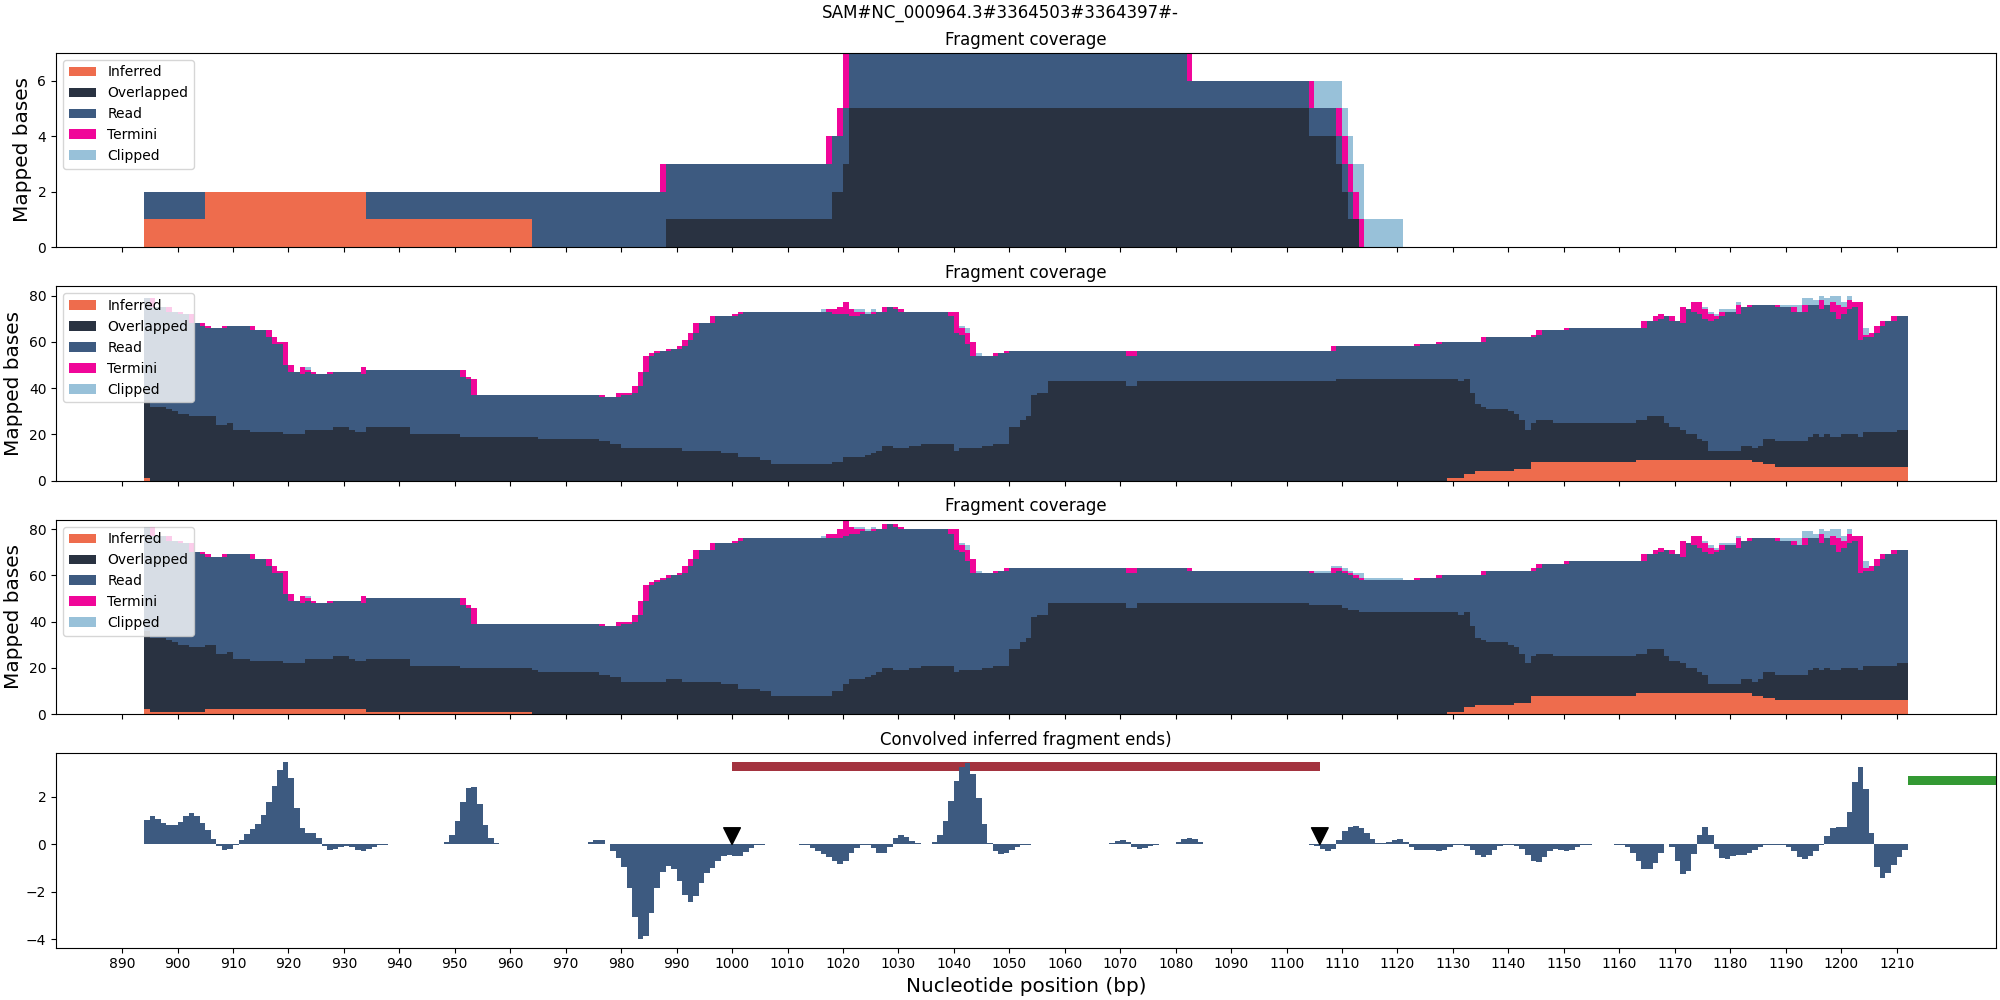 SAM#NC_000964.3#3364503#3364397#-
Fragment coverage
Mapped bases
6
4
2
0
Inferred
Overlapped
Read
Termini
Clipped
Fragment coverage
Mapped bases
80
60
40
20
0
Inferred
Overlapped
Read
Termini
Clipped
Fragment coverage
Mapped bases
80
60
40
20
0
Inferred
Overlapped
Read
Termini
Clipped
Convolved inferred fragment ends)
2
0
−2
−4
890 900 910 920 930 940 950 960 970 980 990 1000 1010 1020 1030 1040 1050 1060 1070 1080 1090 1100 1110 1120 1130 1140 1150 1160 1170 1180 1190 1200 1210
Nucleotide position (bp)